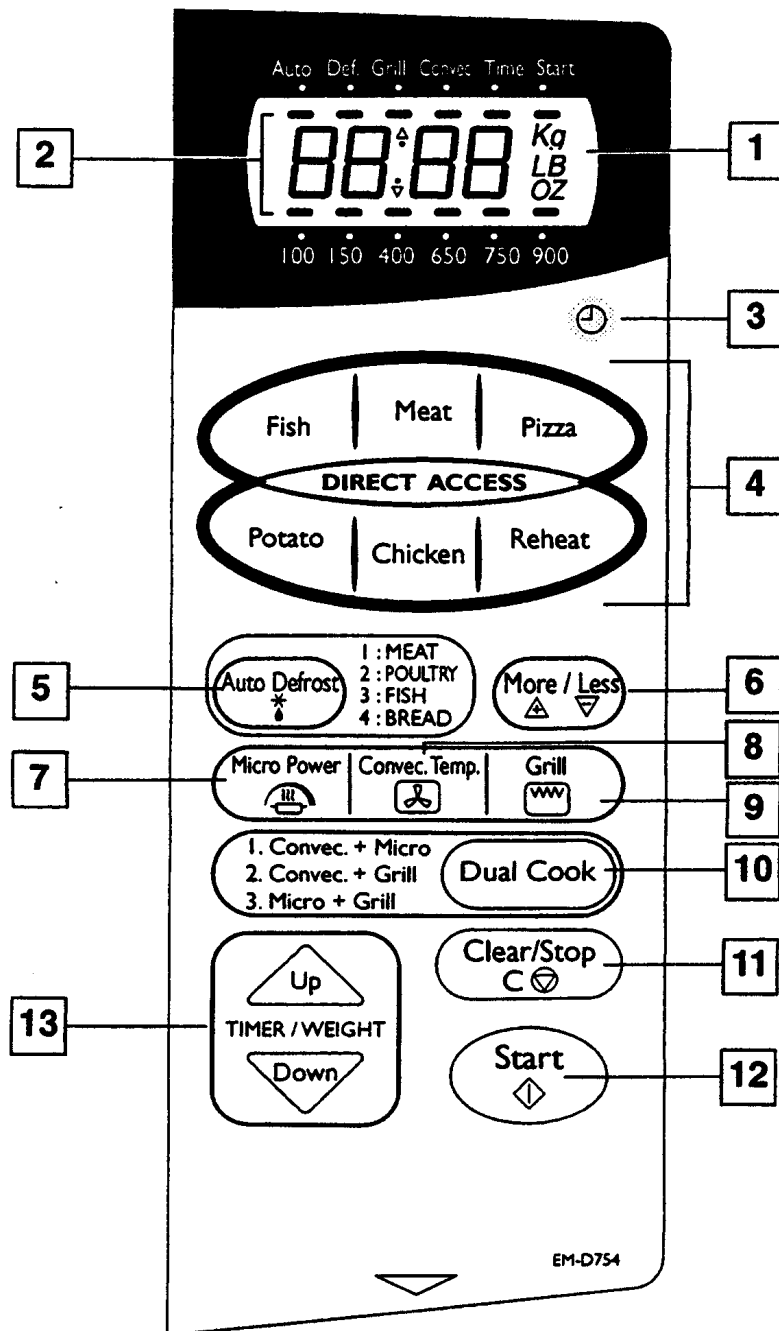 Auto Def. Grill Convec Time Start
2
88:88
Kg
LB
OZ
1
100 150 400 650 750 900
3
Fish
Meat
Pizza
DIRECT ACCESS
4
Potato
Chicken
Reheat
5
Auto Defrost
1 : MEAT
2 : POULTRY
3 : FISH
4 : BREAD
More / Less
+ −
6
8
7
Micro Power
Convec. Temp.
Grill
9
1. Convec. + Micro
2. Convec. + Grill
3. Micro + Grill
Dual Cook
10
Clear/Stop
C
11
13
Up
TIMER / WEIGHT
Down
Start
12
EM-D754